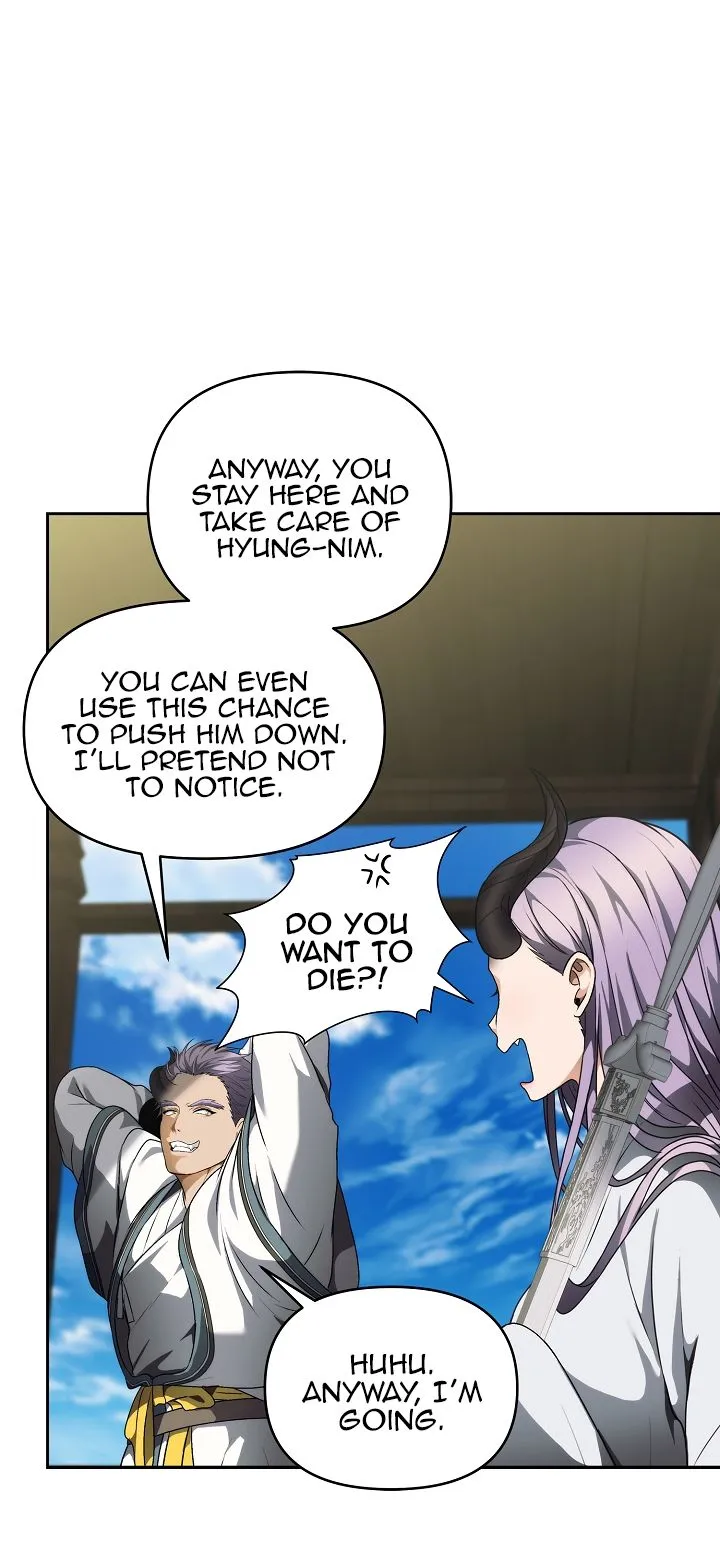 ANYWAY, YOU
STAY HERE AND
TAKE CARE OF
HYUNG-NIM.
YOU CAN EVEN
USE THIS CHANCE
TO PUSH HIM DOWN.
I'LL PRETEND NOT
TO NOTICE.
DO YOU
WANT TO
DIE?!
HUHU.
ANYWAY, I'M
GOING.